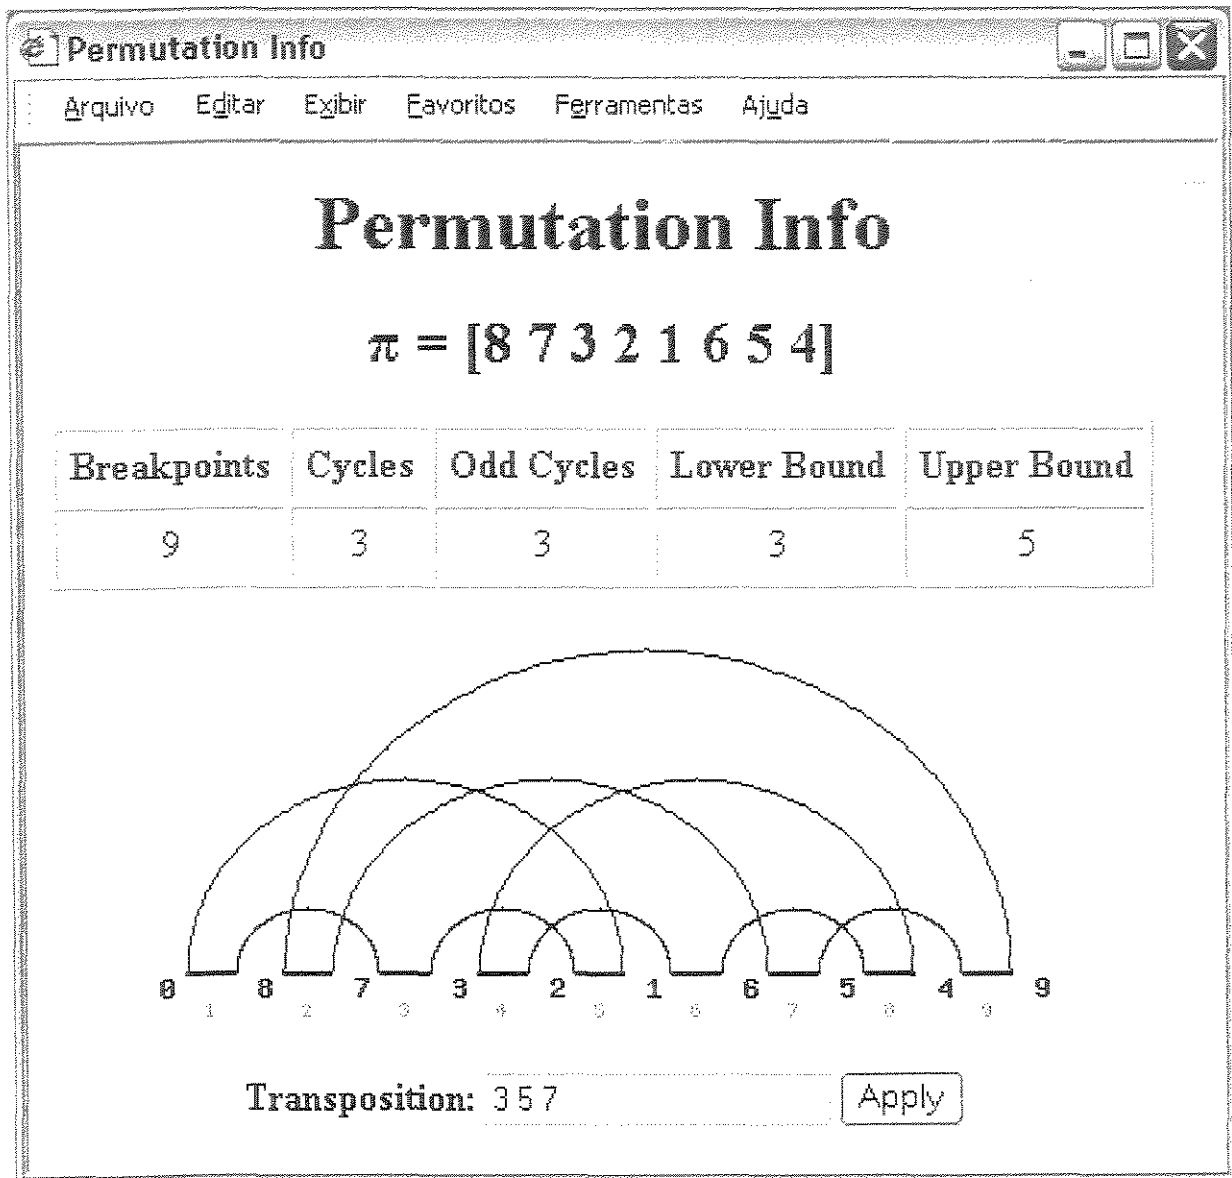 Permutation Info
Arquivo Editar Exibir Favoritos Ferramentas Ajuda
Permutation Info
π = [8 7 3 2 1 6 5 4]
Breakpoints Cycles Odd Cycles Lower Bound Upper Bound
9 3 3 3 5
0 8 7 3 2 1 6 5 4 9
1 2 3 4 5 6 7 8 9
Transposition: 3 5 7 Apply